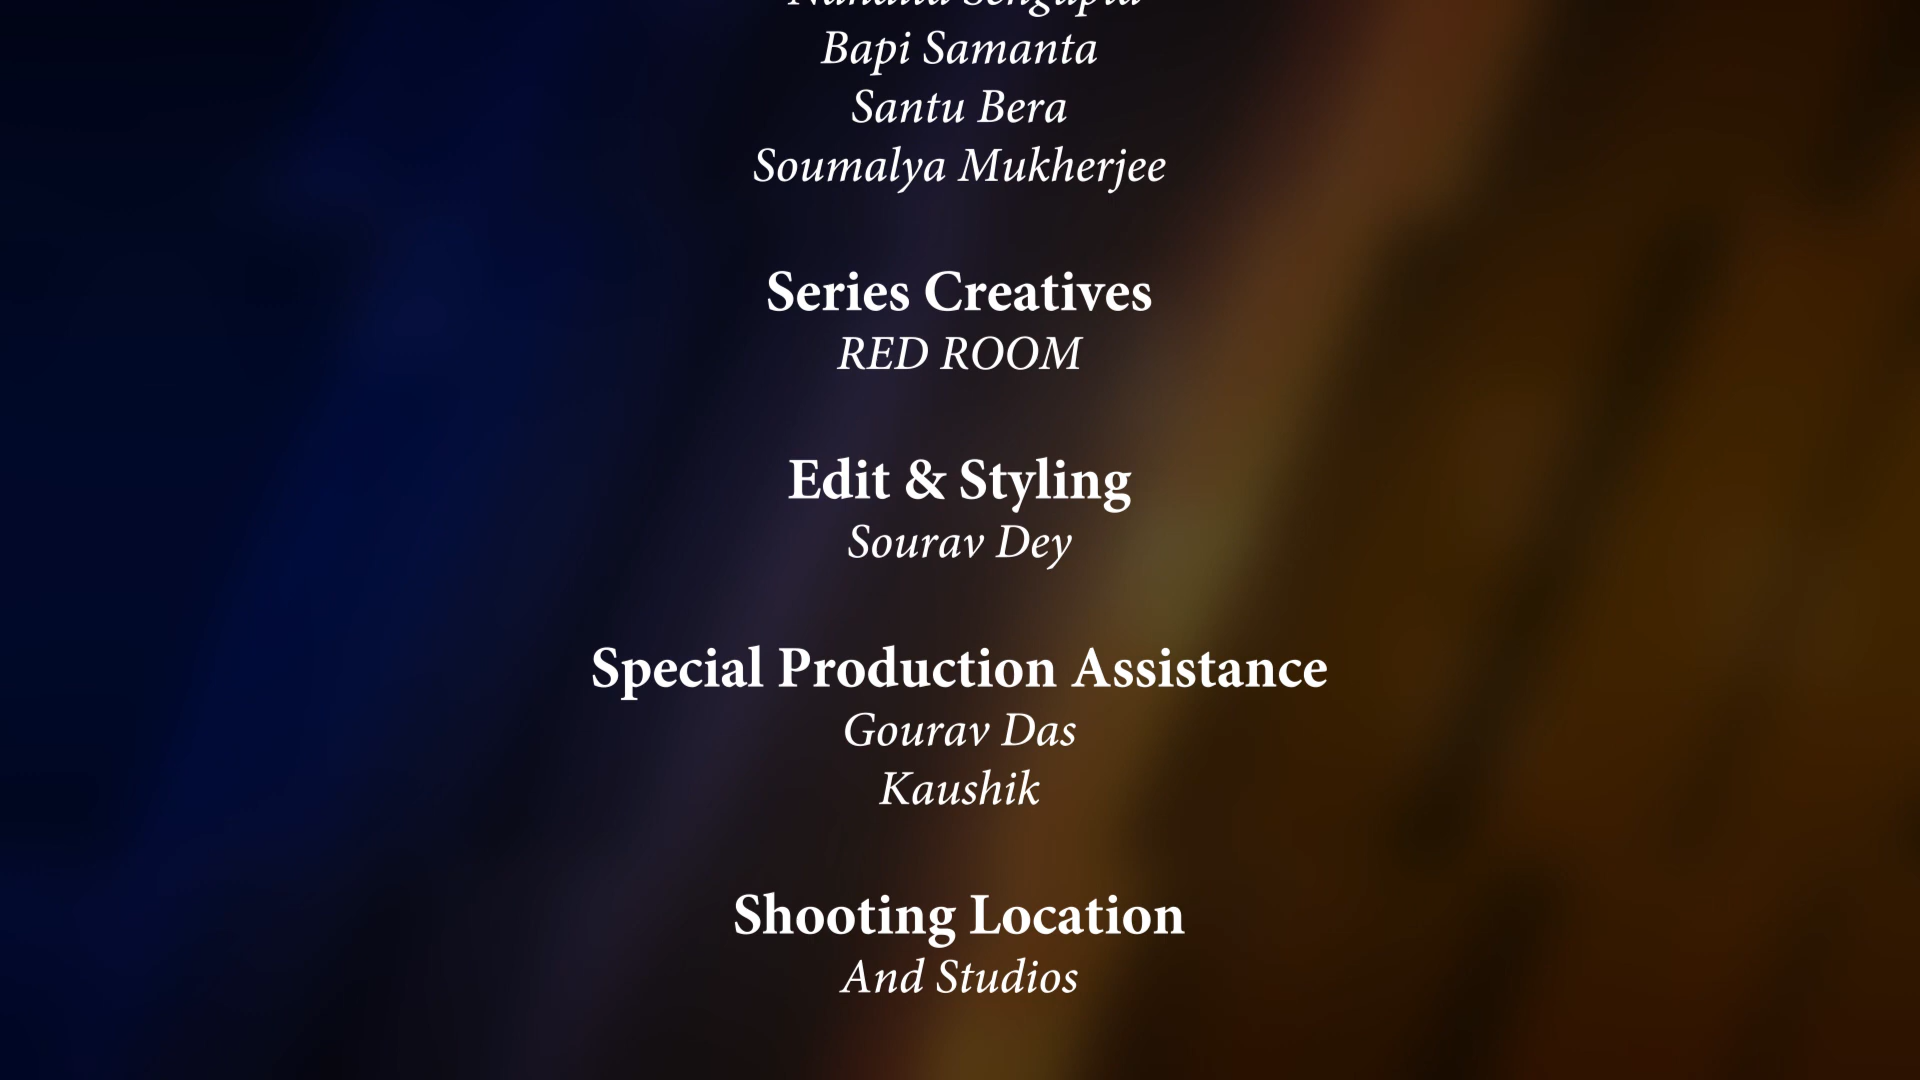 Bapi Samanta
Santu Bera
Soumalya Mukherjee
Series Creatives
RED ROOM
Edit & Styling
Sourav Dey
Special Production Assistance
Gourav Das
Kaushik
Shooting Location
And Studios